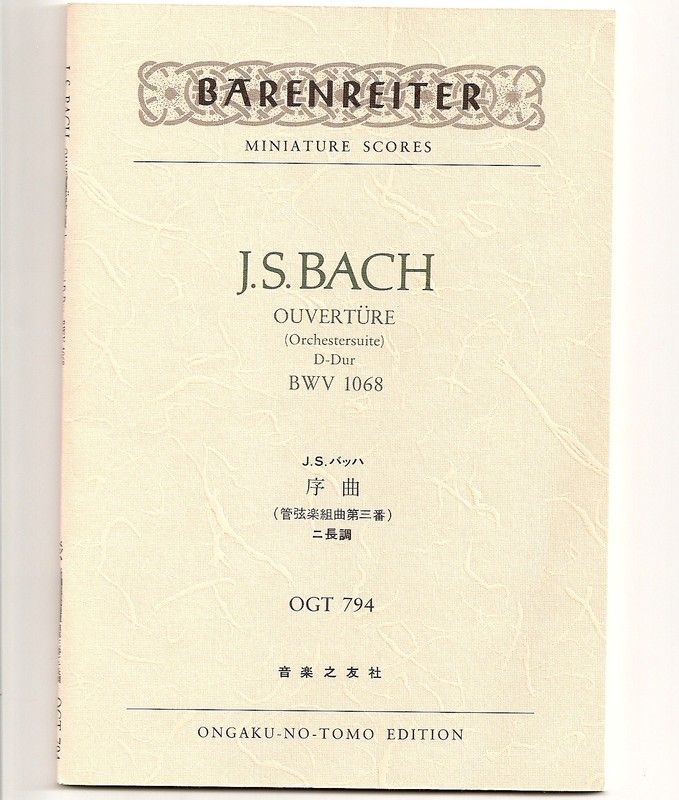 BÄRENREITER
MINIATURE SCORES
J.S.BACH
OUVERTÜRE
(Orchestersuite)
D-Dur
BWV 1068
J.S.バッハ
序曲
(管弦楽組曲第三番)
ニ長調
OGT 794
音楽之友社
ONGAKU-NO-TOMO EDITION